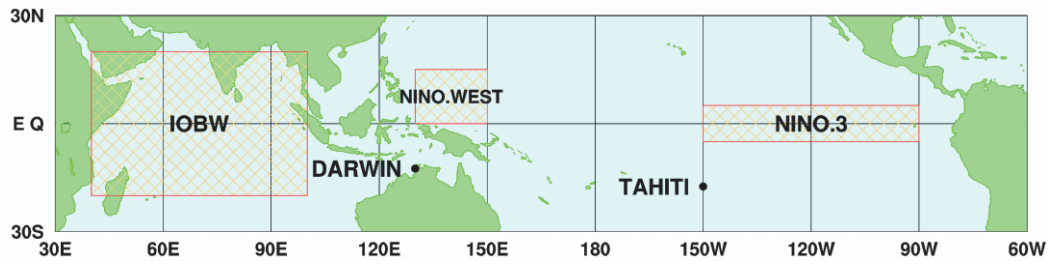 30N
NINO.WEST
IOBW
E Q
NINO.3
DARWIN
TAHITI
30S
30E 60E 90E 120E 150E 180 150W 120W 90W 60W